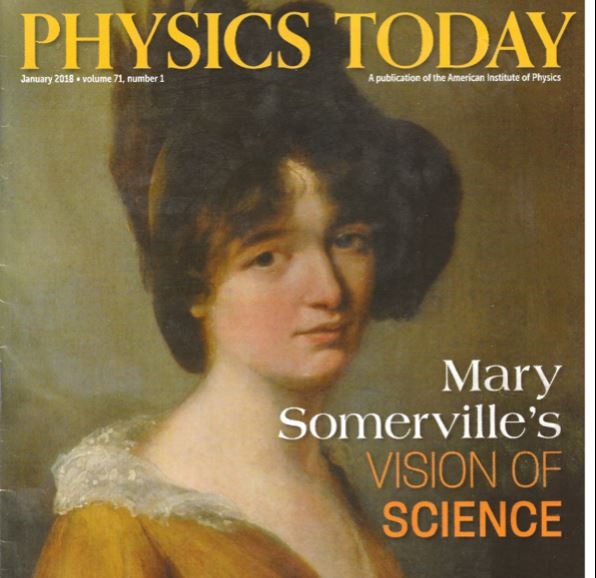 PHYSICS TODAY
January 2018 • volume 71, number 1
A publication of the American Institute of Physics
Mary
Somerville's
VISION OF
SCIENCE